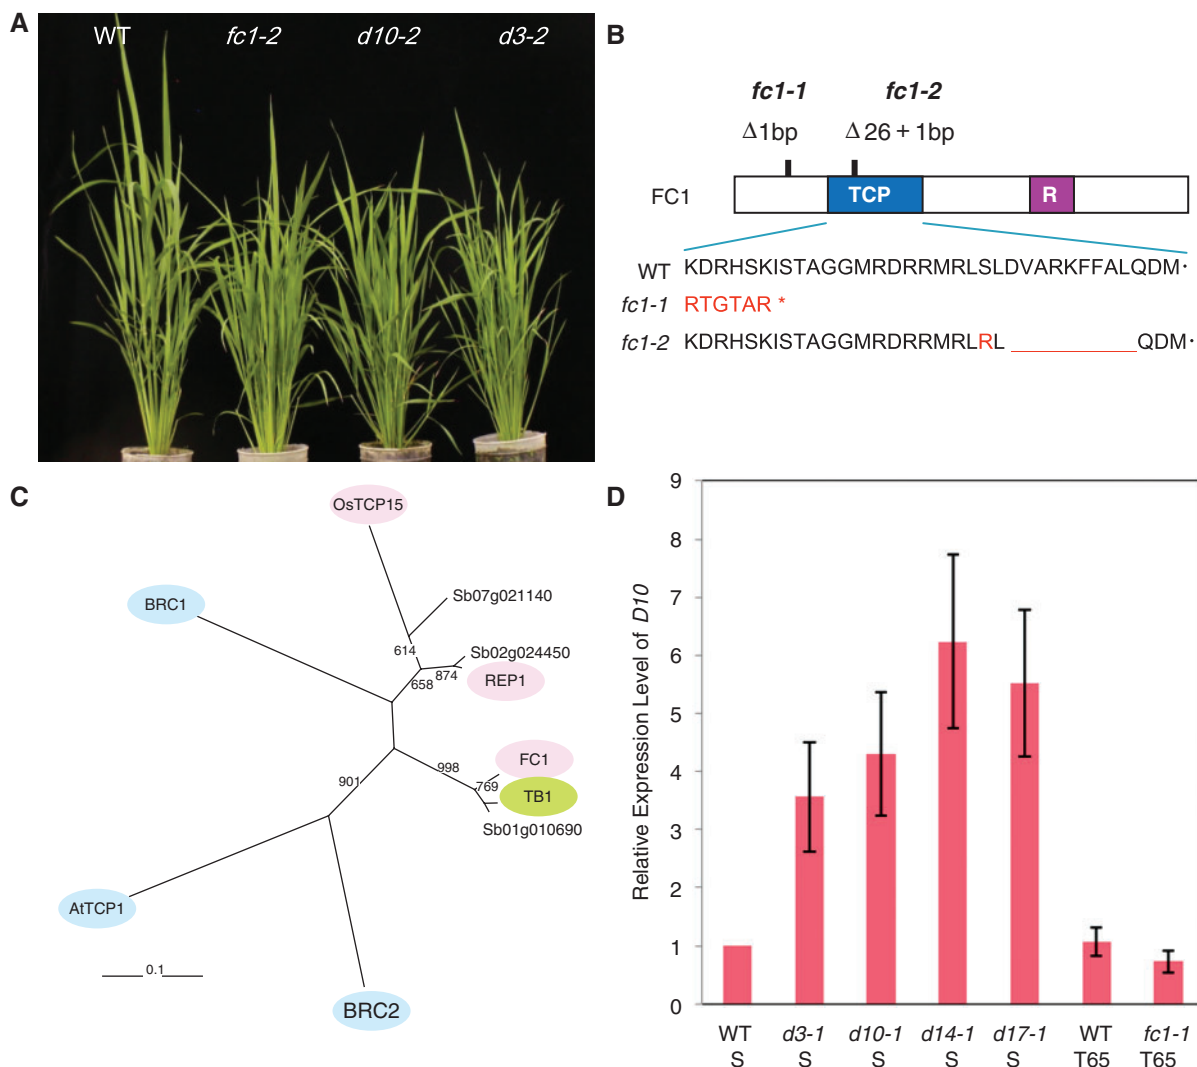 A
WT fc1-2 d10-2 d3-2
B
fc1-1 fc1-2
Δ1bp Δ 26 + 1bp
FC1 TCP R
WT KDRHSKISTAGGMRDRRMRLSLDVARKFFALQDM·
fc1-1 RTGTAR *
fc1-2 KDRHSKISTAGGMRDRRMRLRL QDM·
C
OsTCP15
BRC1
Sb07g021140
614
Sb02g024450
874
658
REP1
FC1
998
769
901
TB1
Sb01g010690
AtTCP1
0.1
BRC2
D
Relative Expression Level of D10
9
8
7
6
5
4
3
2
1
0
WT d3-1 d10-1 d14-1 d17-1 WT fc1-1
S S S S S T65 T65